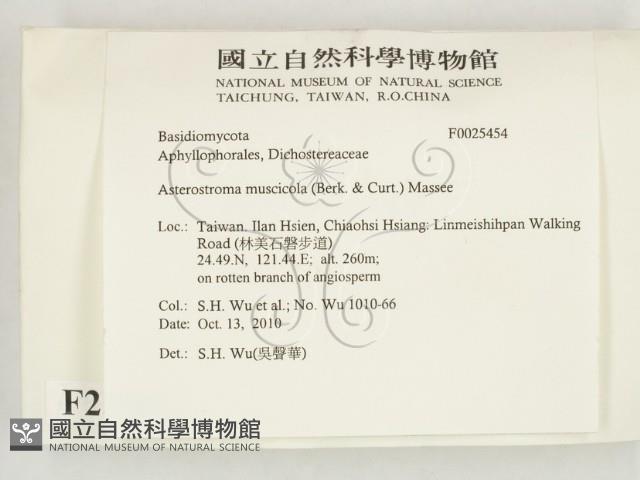 國立自然科學博物館
NATIONAL MUSEUM OF NATURAL SCIENCE
TAICHUNG, TAIWAN, R.O.CHINA
Basidiomycota F0025454
Aphyllophorales, Dichostereaceae
Asterostroma muscicola (Berk. & Curt.) Massee
Loc.: Taiwan. Ilan Hsien, Chiaohsi Hsiang: Linmeishihpan Walking
Road (林美石磐步道)
24.49.N, 121.44.E; alt. 260m;
on rotten branch of angiosperm
Col.: S.H. Wu et al.; No. Wu 1010-66
Date: Oct. 13, 2010
Det.: S.H. Wu(吳聲華)
F2
國立自然科學博物館
NATIONAL MUSEUM OF NATURAL SCIENCE